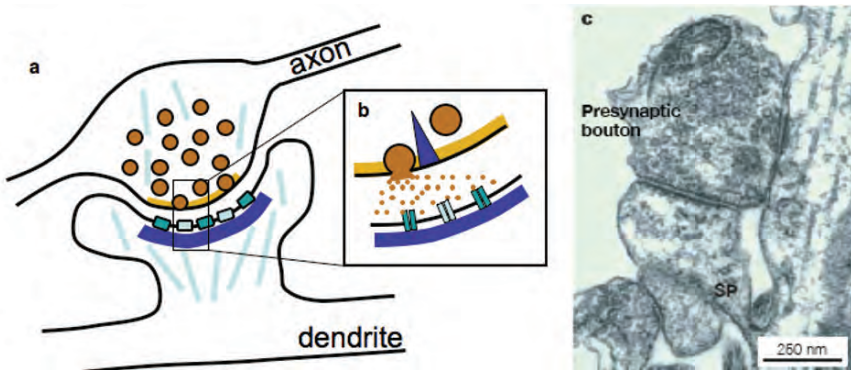 a
axon
dendrite
b
c
Presynaptic
bouton
SP
250 nm